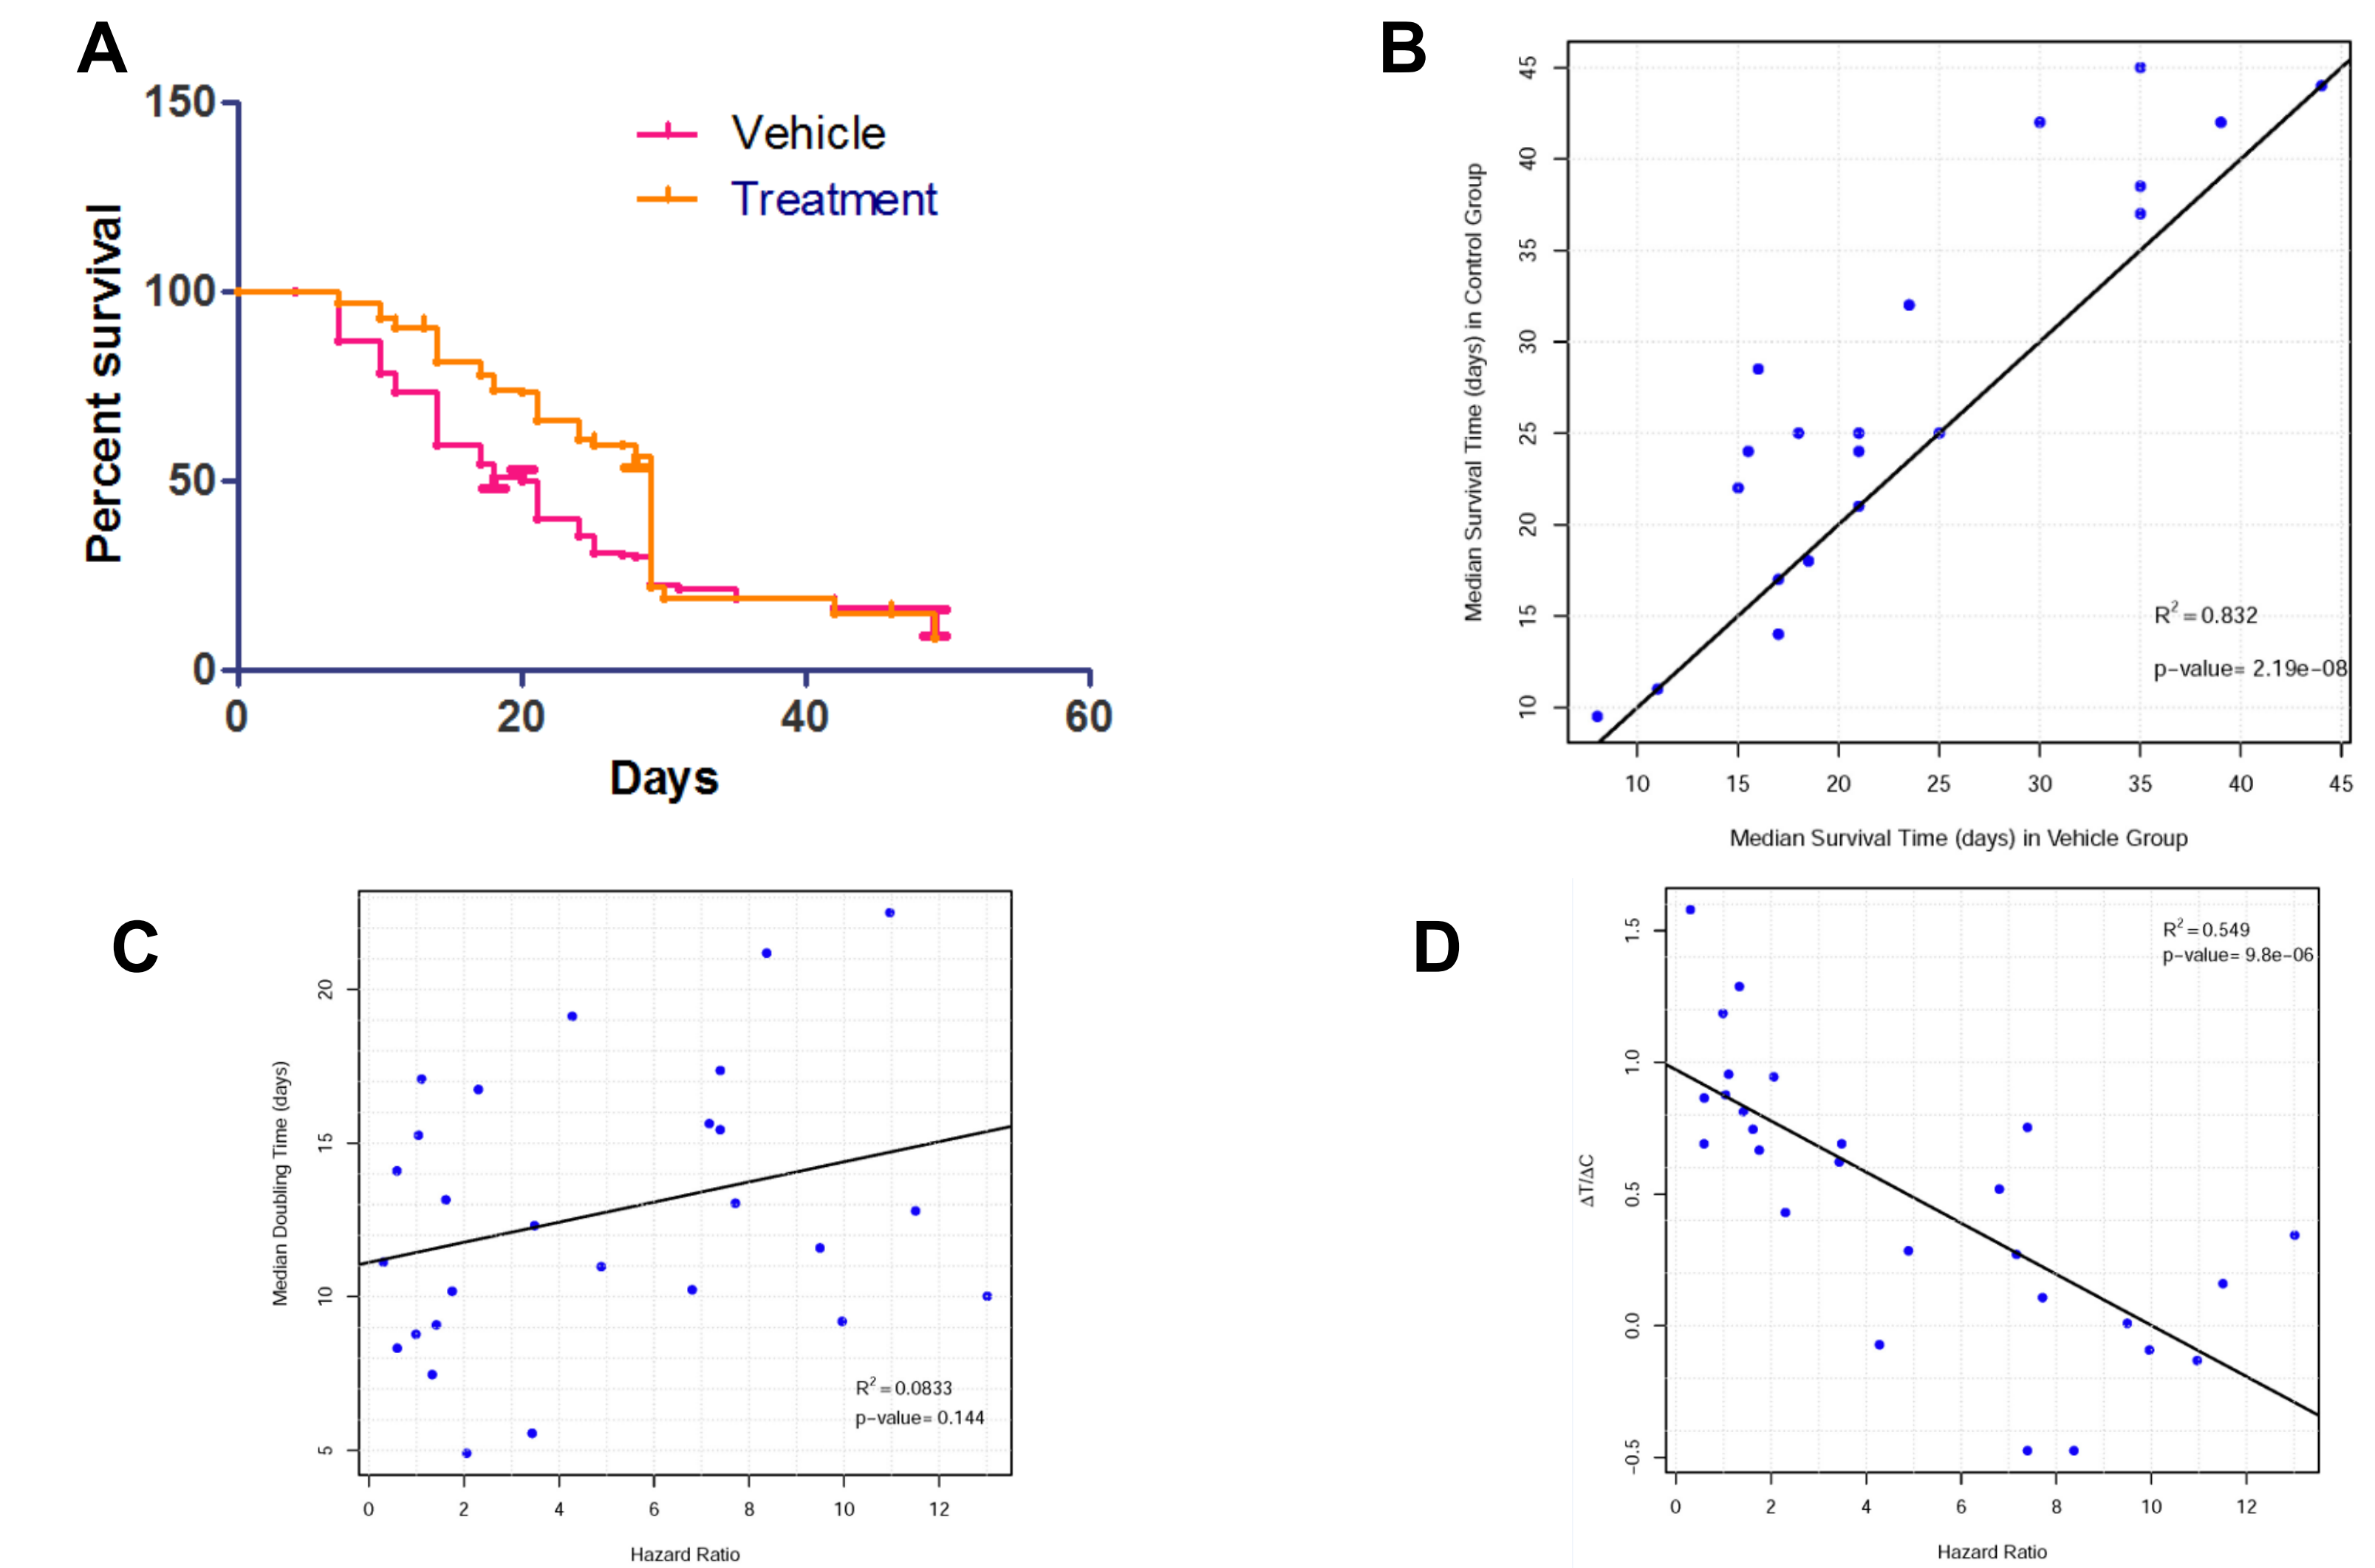 A
150
100
50
0
0
20
40
60
Percent survival
Days
Vehicle
Treatment
B
45
40
35
30
25
20
15
10
10
15
20
25
30
35
40
45
Median Survival Time (days) in Control Group
Median Survival Time (days) in Vehicle Group
R² = 0.832
p-value= 2.19e-08
C
20
15
10
5
0
2
4
6
8
10
12
Median Doubling Time (days)
Hazard Ratio
R² = 0.0833
p-value= 0.144
D
1.5
1.0
0.5
0.0
-0.5
0
2
4
6
8
10
12
ΔT/ΔC
Hazard Ratio
R² = 0.549
p-value= 9.8e-06